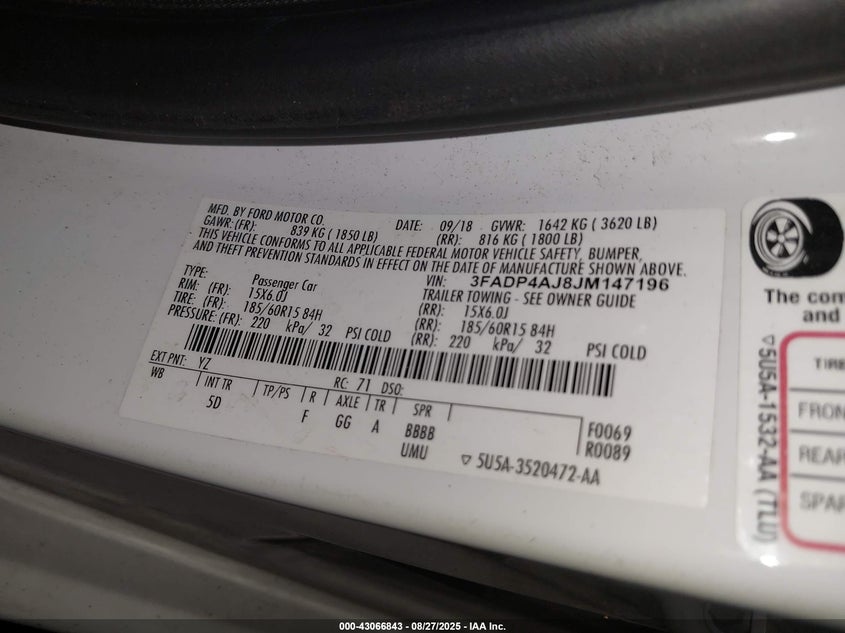 MFD. BY FORD MOTOR CO. DATE: 09/18 GVWR: 1642 KG ( 3620 LB)
GAWR: (FR): 839 KG ( 1850 LB) (RR): 816 KG ( 1800 LB)
THIS VEHICLE CONFORMS TO ALL APPLICABLE FEDERAL MOTOR VEHICLE SAFETY, BUMPER,
AND THEFT PREVENTION STANDARDS IN EFFECT ON THE DATE OF MANUFACTURE SHOWN ABOVE.
VIN: 3FADP4AJ8JM147196
TYPE: Passenger Car TRAILER TOWING - SEE OWNER GUIDE
RIM: (FR): 15X6.0J (RR): 15X6.0J
TIRE: (FR): 185/60R15 84H (RR): 185/60R15 84H
PRESSURE: (FR): 220 kPa/ 32 PSI COLD (RR): 220 kPa/ 32 PSI COLD
EXT PNT: YZ RC: 71 DSO:
WB INT TR TP/PS R AXLE TR SPR
5D F GG A BBBB F0069
UMU R0089
▽ 5U5A-3520472-AA
The com
and
TIRE
FRON
REAR
SPAR
▽5U5A-1532-AA (TLU)
000-43066843 / 08/27/2025 - IAA Inc.